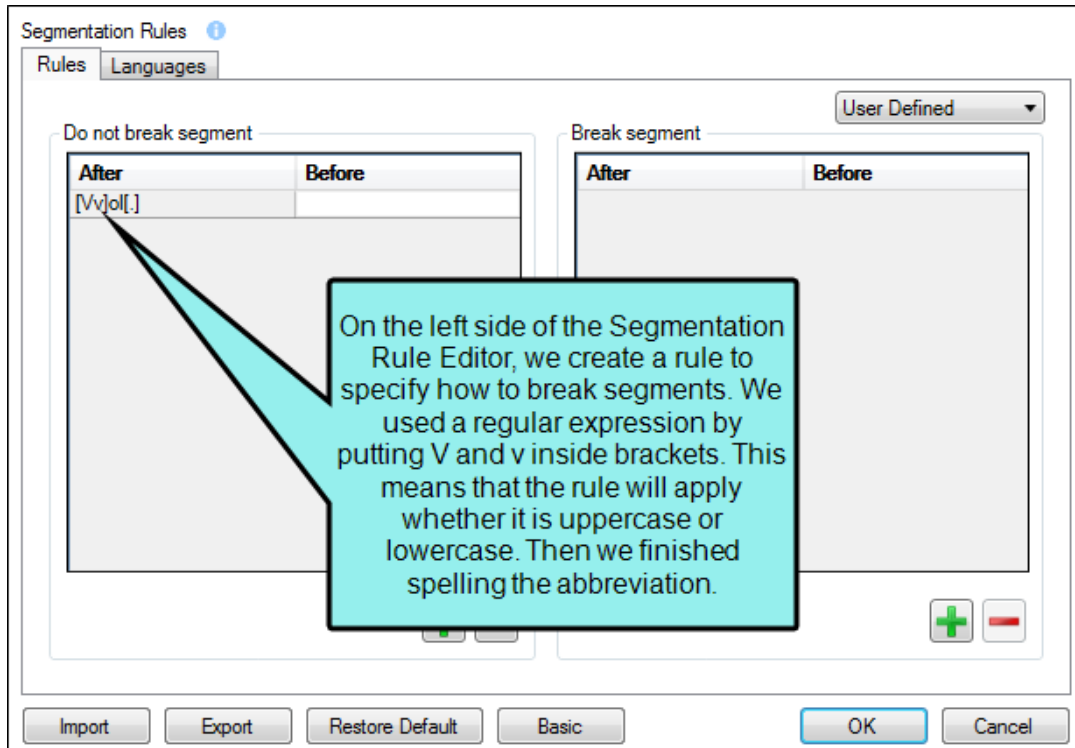 Segmentation Rules
Rules Languages
User Defined
Do not break segment Break segment
After Before After Before
[Vv]ol[.]
On the left side of the Segmentation
Rule Editor, we create a rule to
specify how to break segments. We
used a regular expression by
putting V and v inside brackets. This
means that the rule will apply
whether it is uppercase or
lowercase. Then we finished
spelling the abbreviation.
Import Export Restore Default Basic OK Cancel